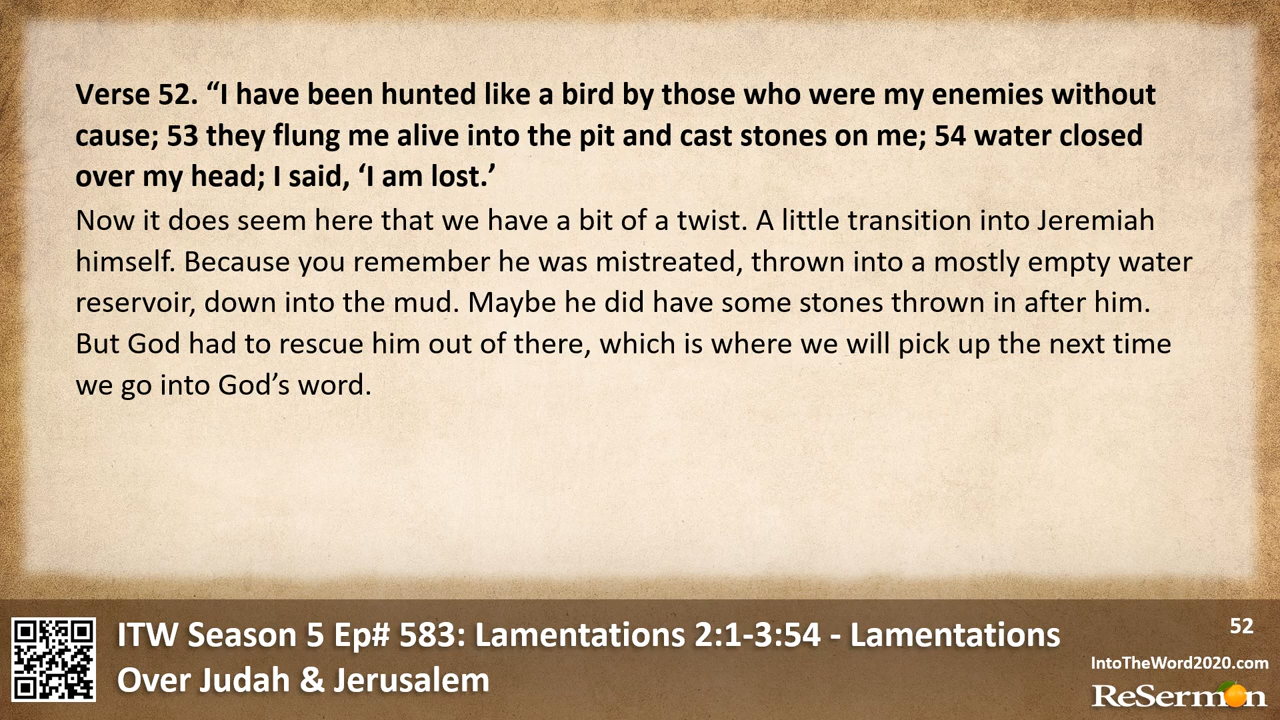 Verse 52. “I have been hunted like a bird by those who were my enemies without
cause; 53 they flung me alive into the pit and cast stones on me; 54 water closed
over my head; I said, ‘I am lost.’
Now it does seem here that we have a bit of a twist. A little transition into Jeremiah
himself. Because you remember he was mistreated, thrown into a mostly empty water
reservoir, down into the mud. Maybe he did have some stones thrown in after him.
But God had to rescue him out of there, which is where we will pick up the next time
we go into God’s word.
ITW Season 5 Ep# 583: Lamentations 2:1-3:54 - Lamentations
Over Judah & Jerusalem
52
IntoTheWord2020.com
ReSermon